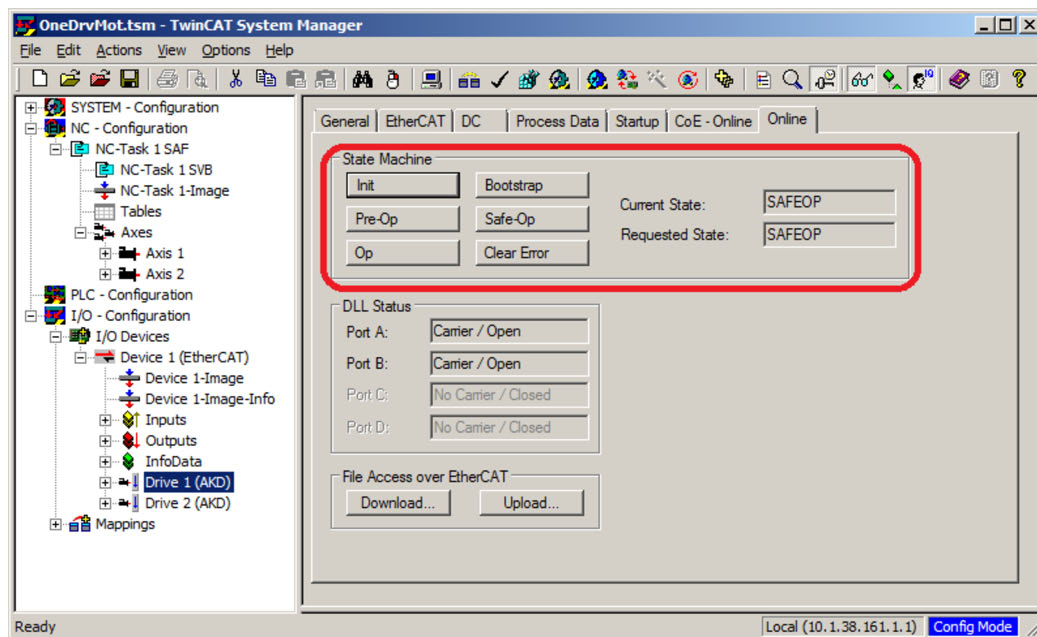 OneDrvMot.tsm - TwinCAT System Manager
File Edit Actions View Options Help
SYSTEM - Configuration
NC - Configuration
NC-Task 1 SAF
NC-Task 1 SVB
NC-Task 1-Image
Tables
Axes
Axis 1
Axis 2
PLC - Configuration
I/O - Configuration
I/O Devices
Device 1 (EtherCAT)
Device 1-Image
Device 1-Image-Info
Inputs
Outputs
InfoData
Drive 1 (AKD)
Drive 2 (AKD)
Mappings
General EtherCAT DC Process Data Startup CoE - Online Online
State Machine
Init Bootstrap
Pre-Op Safe-Op
Op Clear Error
Current State: SAFEOP
Requested State: SAFEOP
DLL Status
Port A: Carrier / Open
Port B: Carrier / Open
Port C: No Carrier / Closed
Port D: No Carrier / Closed
File Access over EtherCAT
Download... Upload...
Ready Local (10.1.38.161.1.1) Config Mode